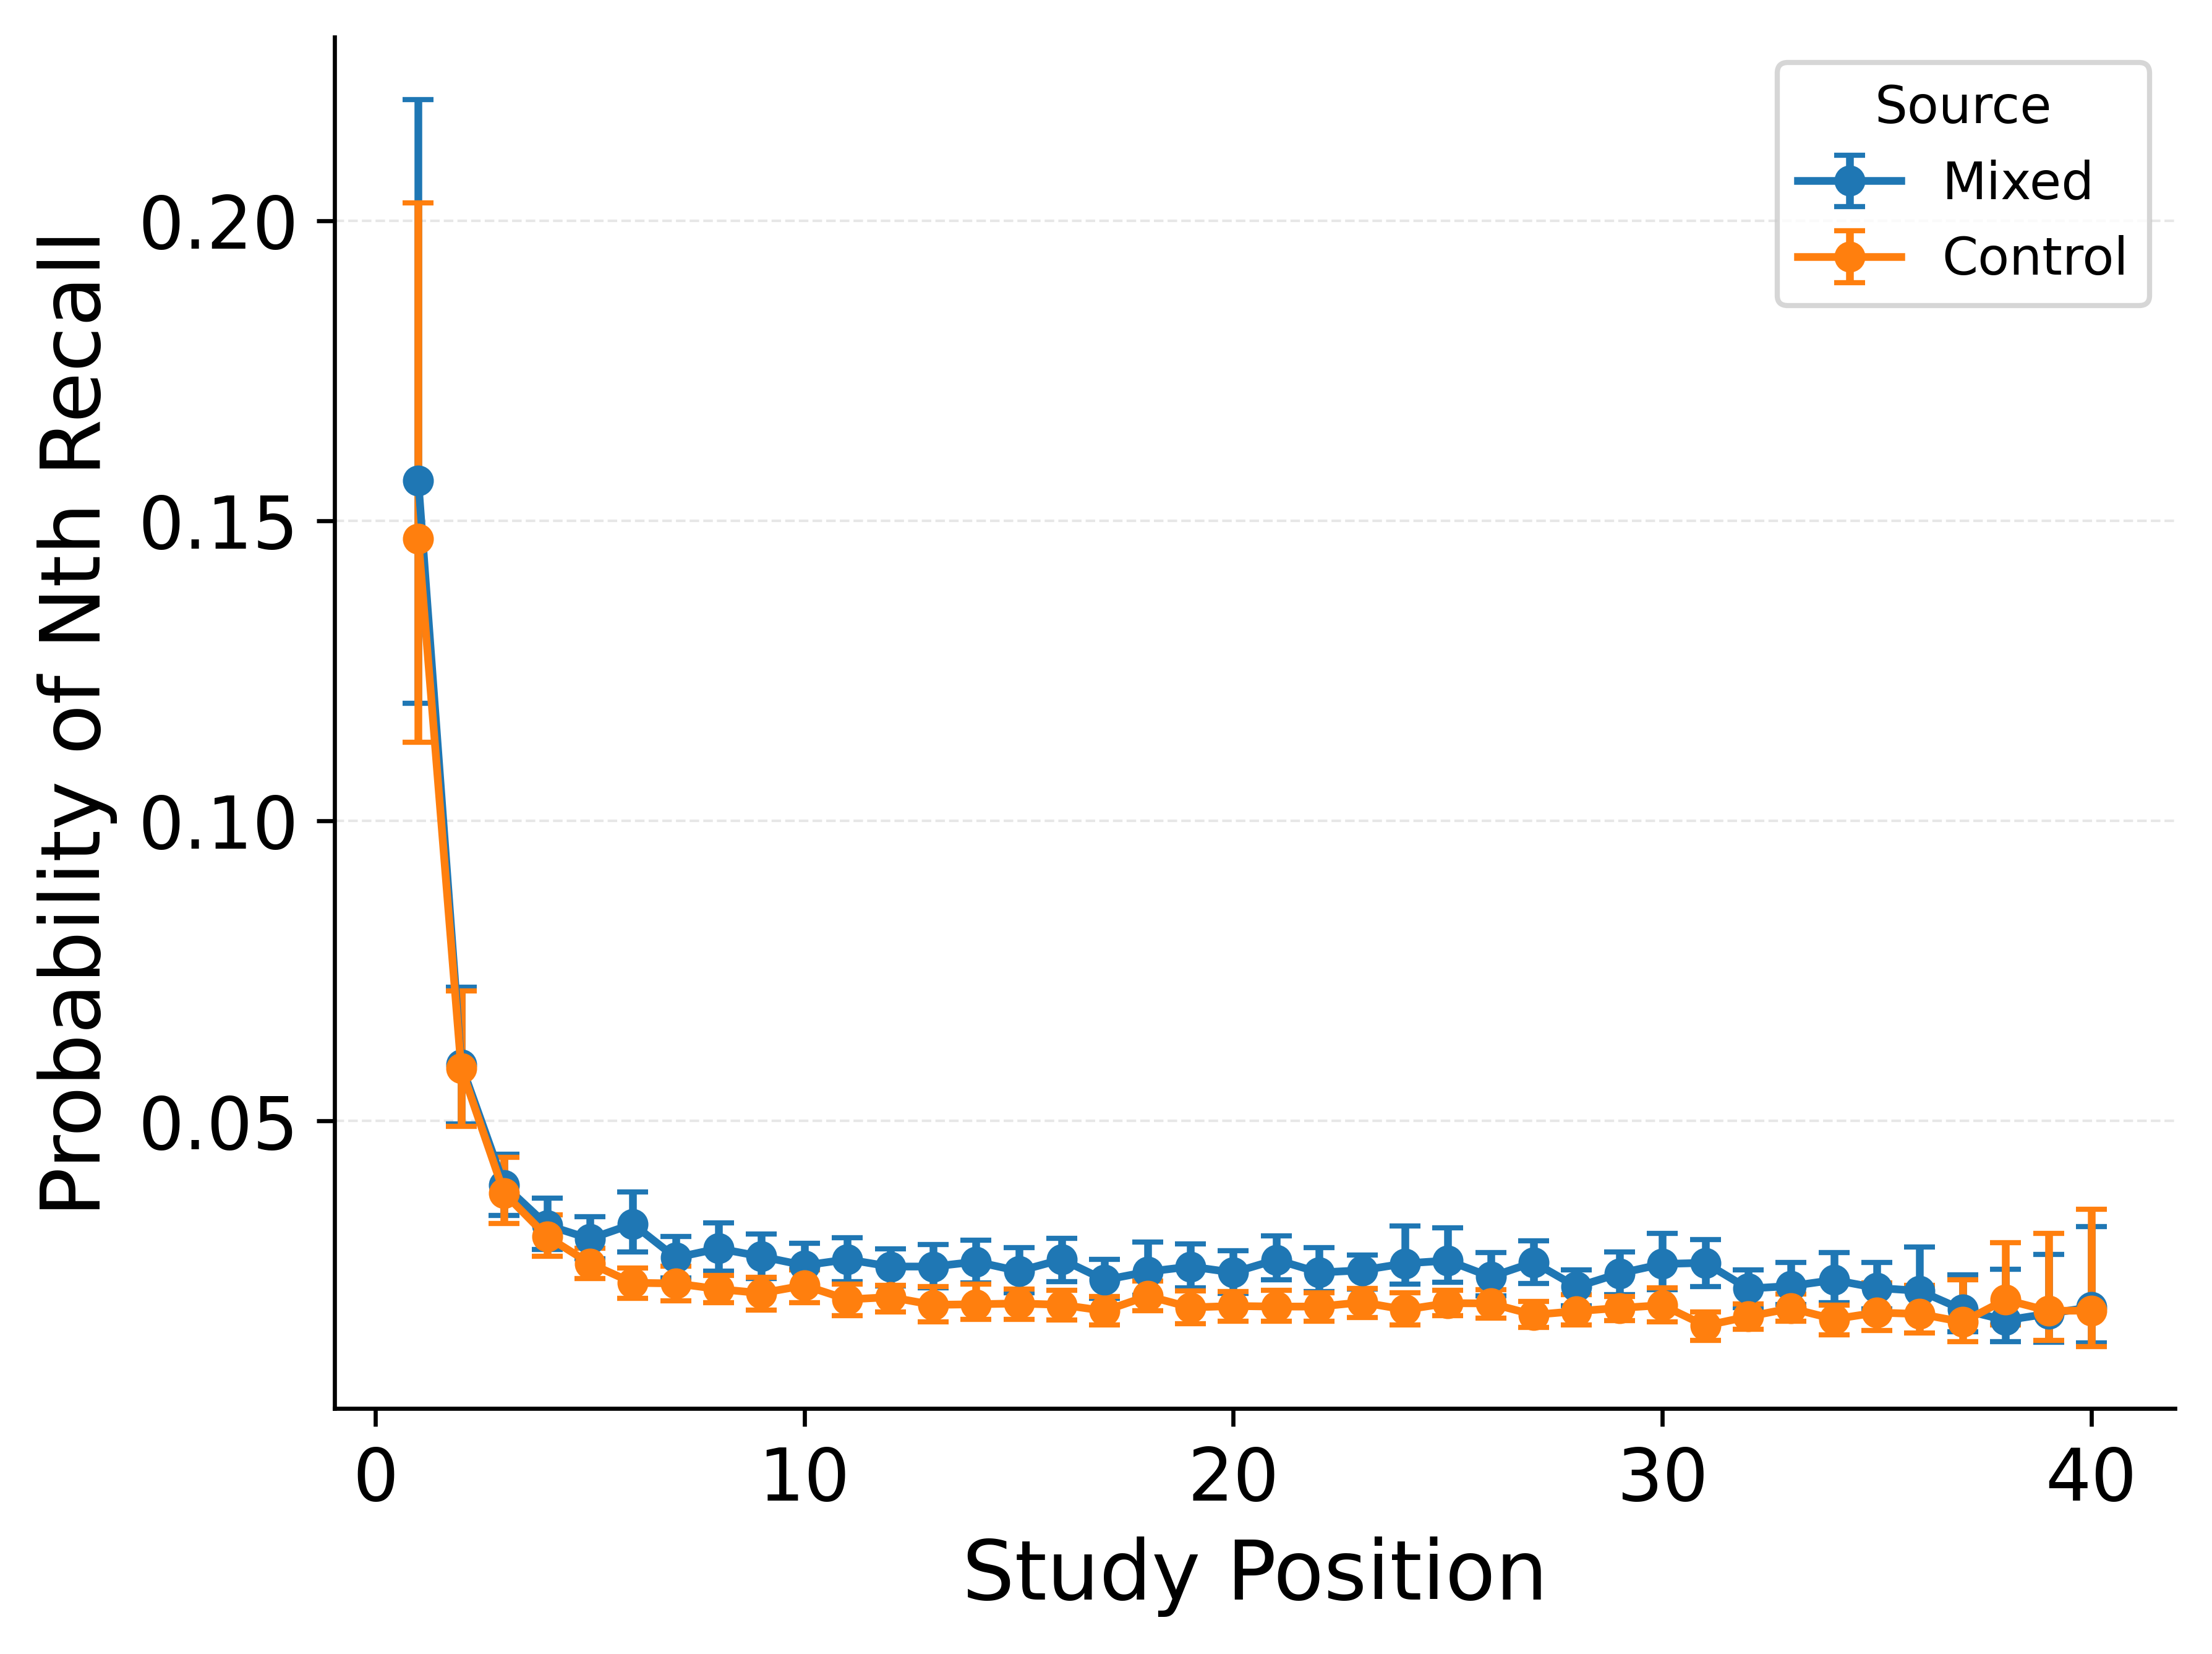 Probability of Nth Recall
0.20
0.15
0.10
0.05
Source
Mixed
Control
0
10
20
30
40
Study Position